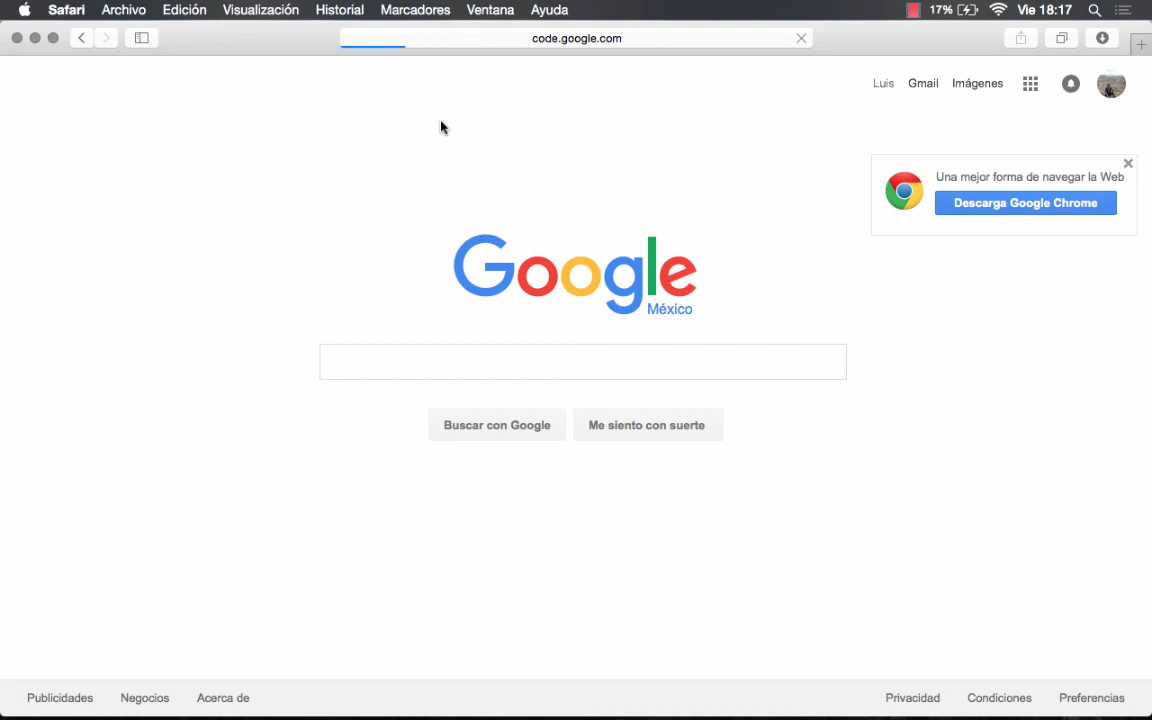 Safari Archivo Edición Visualización Historial Marcadores Ventana Ayuda 17% Vie 18:17
code.google.com
Luis Gmail Imágenes
Una mejor forma de navegar la Web
Descarga Google Chrome
Google
México
Buscar con Google Me siento con suerte
Publicidades Negocios Acerca de Privacidad Condiciones Preferencias